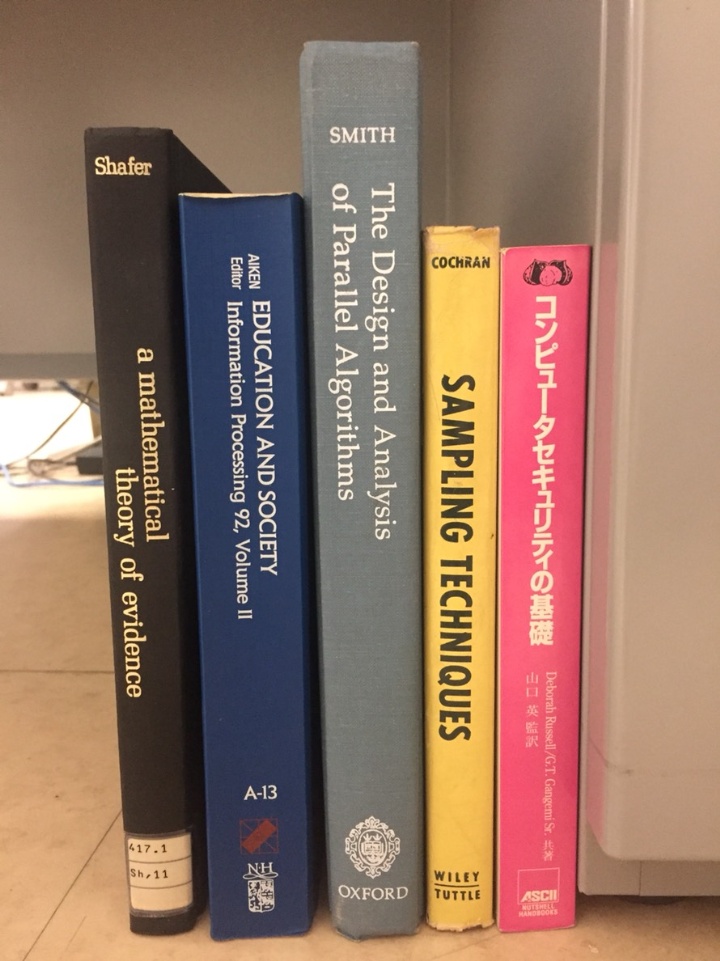 Shafer
a mathematical
theory of evidence
417.1
Sh,11
AIKEN
Editor
EDUCATION AND SOCIETY
Information Processing 92, Volume II
A-13
N-H
SMITH
The Design and Analysis
of Parallel Algorithms
OXFORD
COCHRAN
SAMPLING TECHNIQUES
WILEY
TUTTLE
コンピュータセキュリティの基礎
Deborah Russell/G.T. Gangemi Sr. 共著
山口 英 監訳
ASCII
NUTSHELL
HANDBOOKS